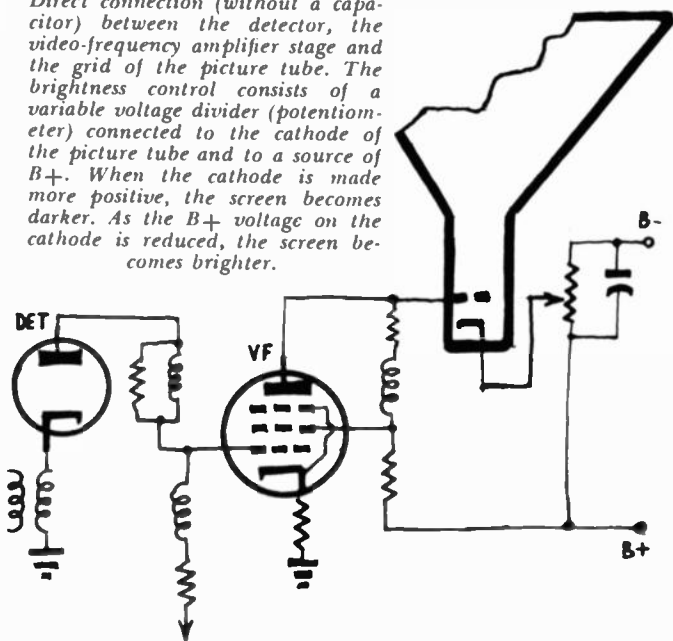 Direct connection (without a capa-
citor) between the detector, the
video-frequency amplifier stage and
the grid of the picture tube. The
brightness control consists of a
variable voltage divider (potentiom-
eter) connected to the cathode of
the picture tube and to a source of
B+. When the cathode is made
more positive, the screen becomes
darker. As the B+ voltage on the
cathode is reduced, the screen be-
comes brighter.
B-
DET
VF
B+